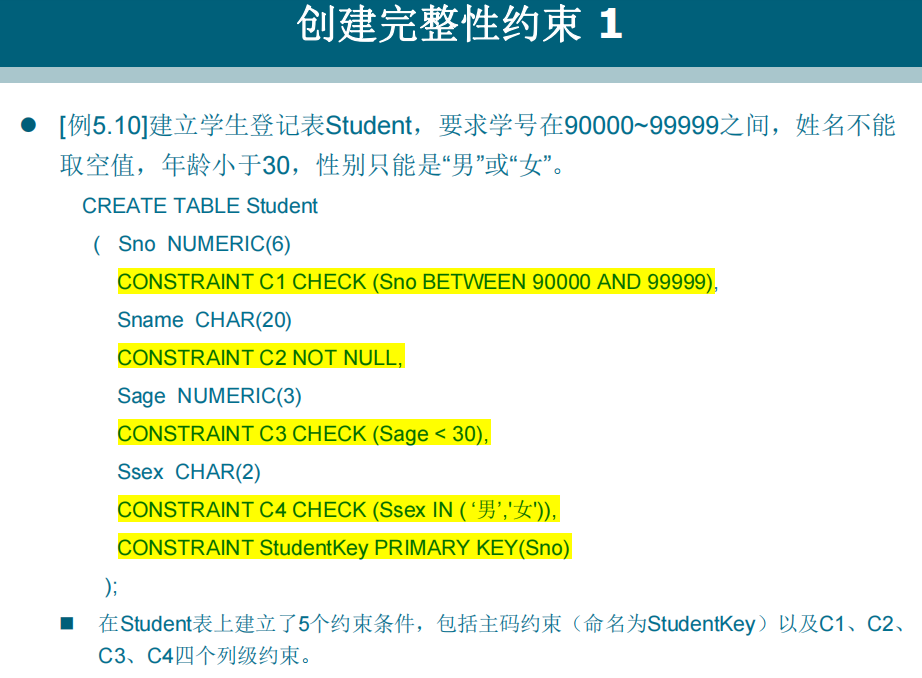 创建完整性约束 1
[例5.10]建立学生登记表Student，要求学号在90000~99999之间，姓名不能
取空值，年龄小于30，性别只能是“男”或“女”。
CREATE TABLE Student
( Sno NUMERIC(6)
CONSTRAINT C1 CHECK (Sno BETWEEN 90000 AND 99999),
Sname CHAR(20)
CONSTRAINT C2 NOT NULL,
Sage NUMERIC(3)
CONSTRAINT C3 CHECK (Sage < 30),
Ssex CHAR(2)
CONSTRAINT C4 CHECK (Ssex IN ( ‘男’,'女')),
CONSTRAINT StudentKey PRIMARY KEY(Sno)
);
在Student表上建立了5个约束条件，包括主码约束（命名为StudentKey）以及C1、C2、
C3、C4四个列级约束。